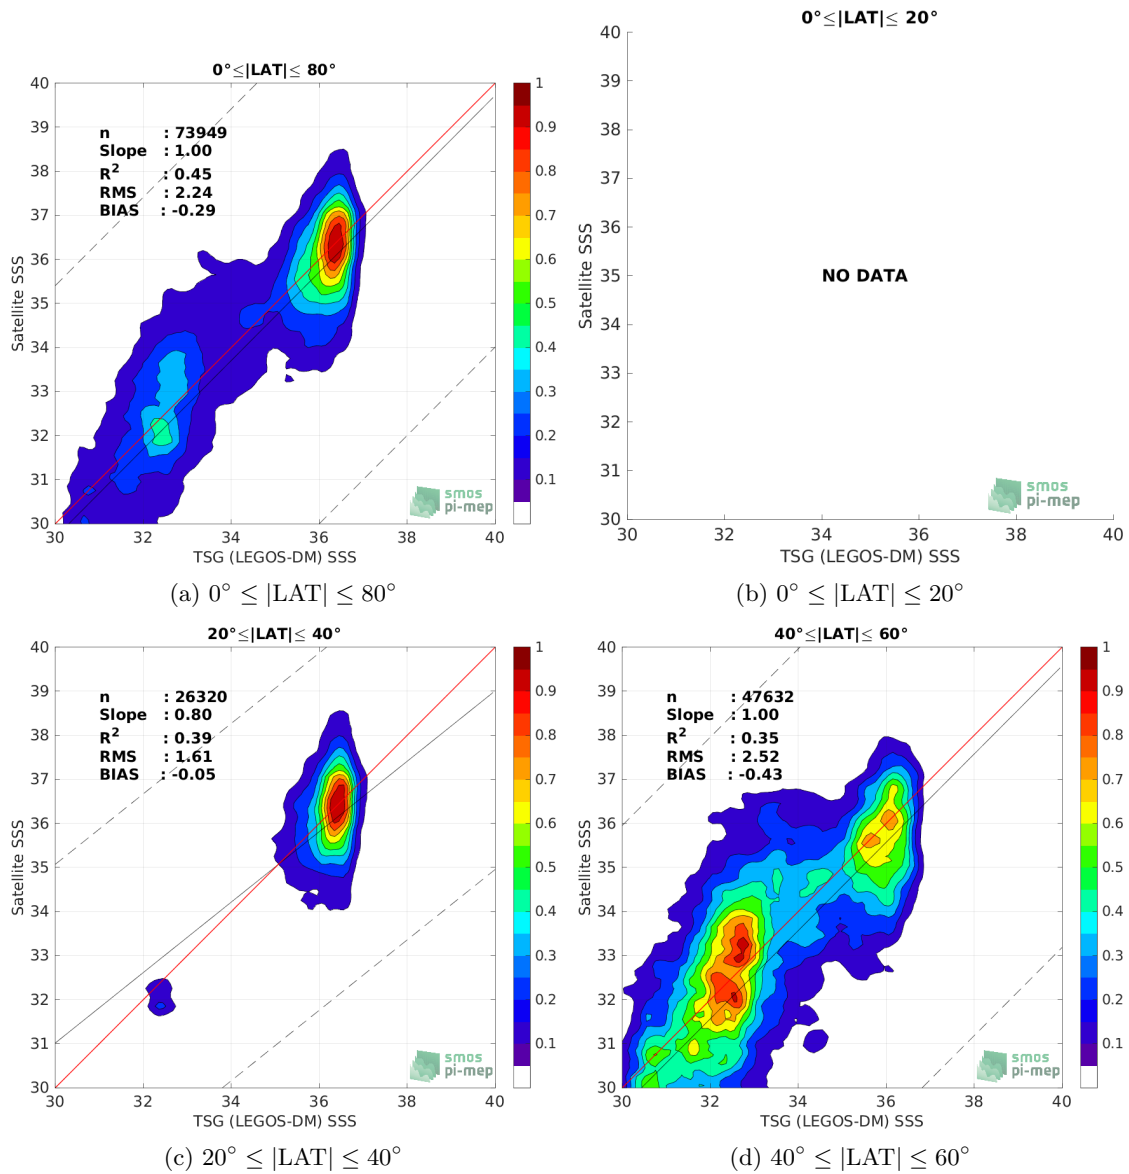 0°≤|LAT|≤ 80°
40
39
38
37
36
35
34
33
32
31
30
Satellite SSS
n : 73949
Slope : 1.00
R² : 0.45
RMS : 2.24
BIAS : -0.29
smos
pi-mep
30 32 34 36 38 40
TSG (LEGOS-DM) SSS
1
0.9
0.8
0.7
0.6
0.5
0.4
0.3
0.2
0.1
(a) 0° ≤ |LAT| ≤ 80°
0°≤|LAT|≤ 20°
40
39
38
37
36
35
34
33
32
31
30
Satellite SSS
NO DATA
smos
pi-mep
30 32 34 36 38 40
TSG (LEGOS-DM) SSS
(b) 0° ≤ |LAT| ≤ 20°
20°≤|LAT|≤ 40°
40
39
38
37
36
35
34
33
32
31
30
Satellite SSS
n : 26320
Slope : 0.80
R² : 0.39
RMS : 1.61
BIAS : -0.05
smos
pi-mep
30 32 34 36 38 40
TSG (LEGOS-DM) SSS
1
0.9
0.8
0.7
0.6
0.5
0.4
0.3
0.2
0.1
(c) 20° ≤ |LAT| ≤ 40°
40°≤|LAT|≤ 60°
40
39
38
37
36
35
34
33
32
31
30
Satellite SSS
n : 47632
Slope : 1.00
R² : 0.35
RMS : 2.52
BIAS : -0.43
smos
pi-mep
30 32 34 36 38 40
TSG (LEGOS-DM) SSS
1
0.9
0.8
0.7
0.6
0.5
0.4
0.3
0.2
0.1
(d) 40° ≤ |LAT| ≤ 60°